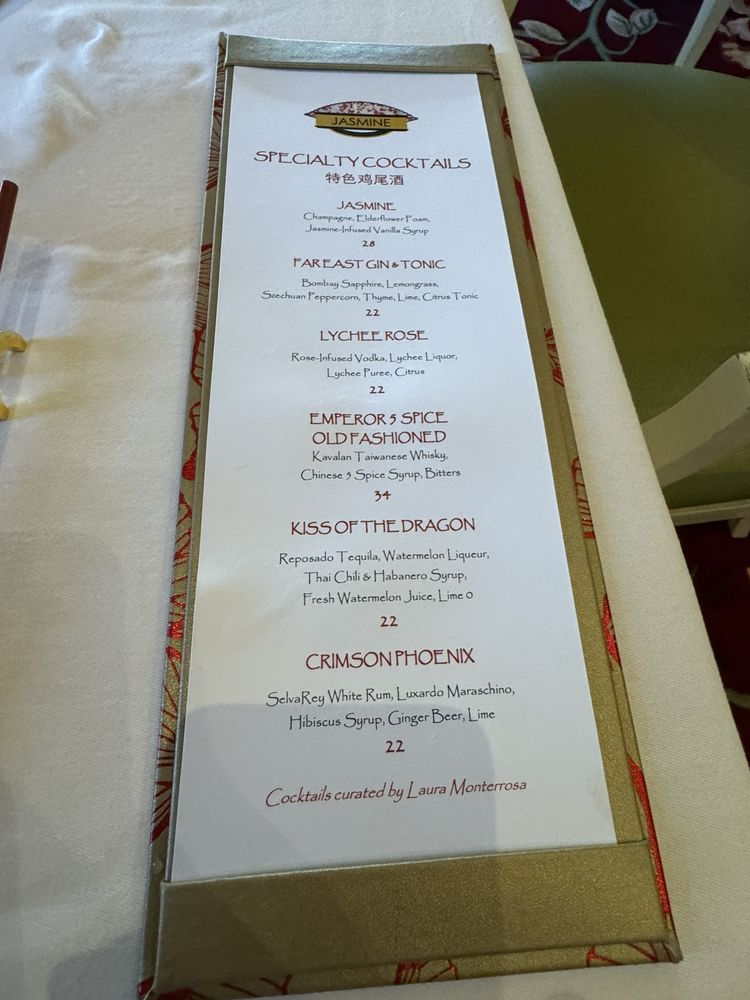 JASMINE
SPECIALTY COCKTAILS
特色鸡尾酒
JASMINE
Champagne, Elderflower Foam,
Jasmine-Infused Vanilla Syrup
28
FAR EAST GIN & TONIC
Bombay Sapphire, Lemongrass,
Szechuan Peppercorn, Thyme, Lime, Citrus Tonic
22
LYCHEE ROSE
Rose-Infused Vodka, Lychee Liquor,
Lychee Puree, Citrus
22
EMPEROR 5 SPICE
OLD FASHIONED
Kavalan Taiwanese Whisky,
Chinese 5 Spice Syrup, Bitters
34
KISS OF THE DRAGON
Reposado Tequila, Watermelon Liqueur,
Thai Chili & Habanero Syrup,
Fresh Watermelon Juice, Lime 0
22
CRIMSON PHOENIX
SelvaRey White Rum, Luxardo Maraschino,
Hibiscus Syrup, Ginger Beer, Lime
22
Cocktails curated by Laura Monterrosa